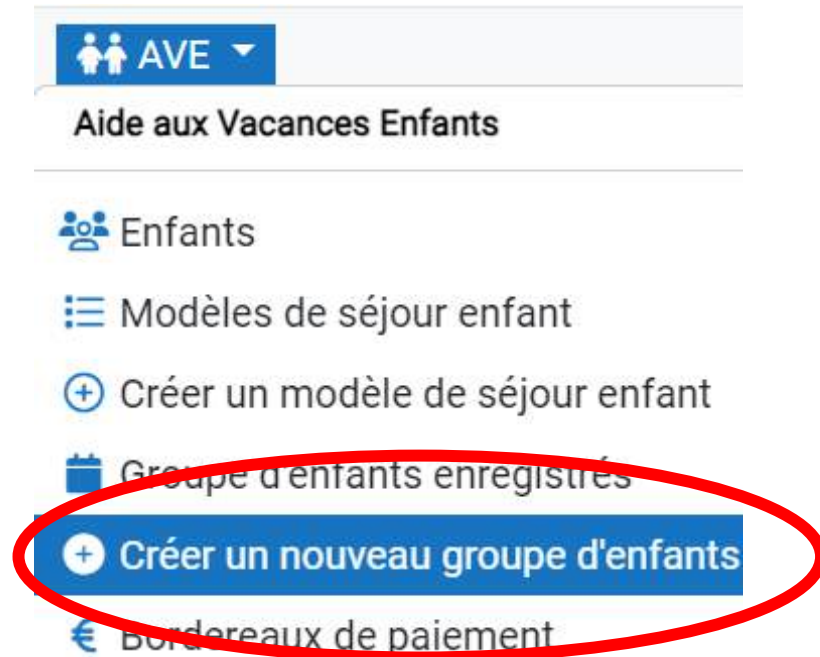 AVE
Aide aux Vacances Enfants
Enfants
Modèles de séjour enfant
Créer un modèle de séjour enfant
Groupe d'enfants enregistrés
Créer un nouveau groupe d'enfants
€ Bordereaux de paiement